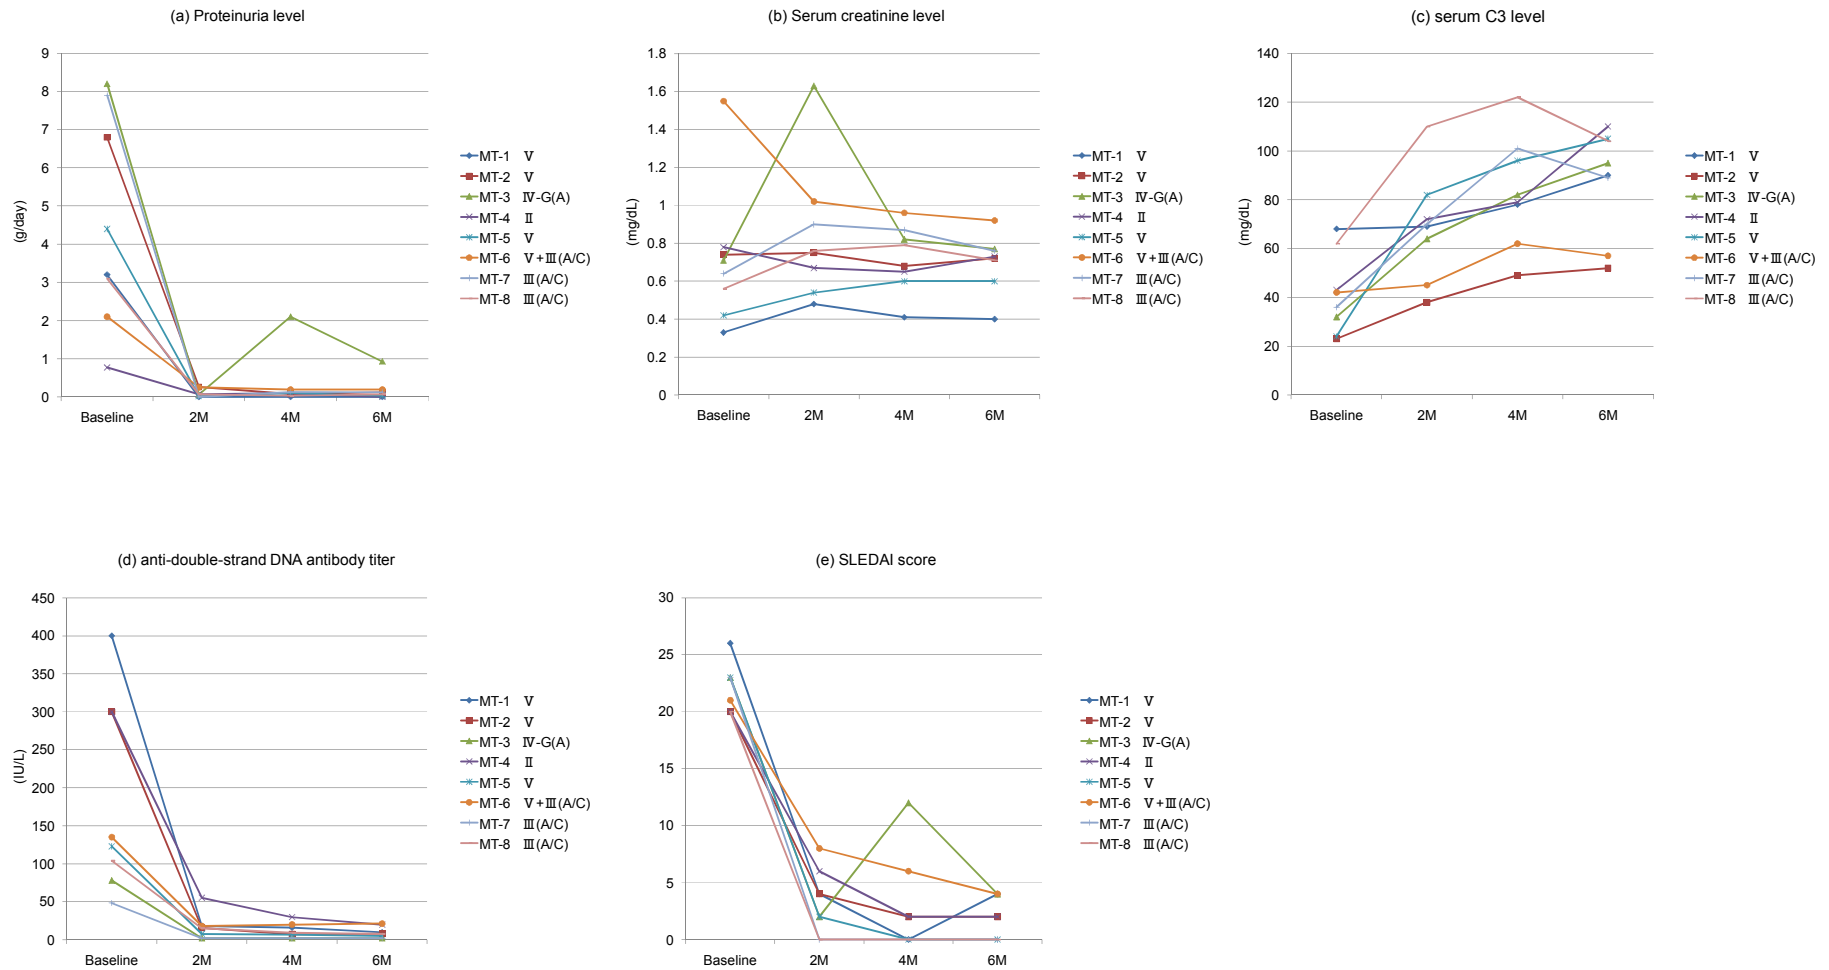 (a) Proteinuria level
9
8
7
6
5
4
3
2
1
0
(g/day)
Baseline 2M 4M 6M
MT-1 Ⅴ
MT-2 Ⅴ
MT-3 Ⅳ-G(A)
MT-4 Ⅱ
MT-5 Ⅴ
MT-6 Ⅴ+Ⅲ(A/C)
MT-7 Ⅲ(A/C)
MT-8 Ⅲ(A/C)
(b) Serum creatinine level
1.8
1.6
1.4
1.2
1
0.8
0.6
0.4
0.2
0
(mg/dL)
Baseline 2M 4M 6M
MT-1 Ⅴ
MT-2 Ⅴ
MT-3 Ⅳ-G(A)
MT-4 Ⅱ
MT-5 Ⅴ
MT-6 Ⅴ+Ⅲ(A/C)
MT-7 Ⅲ(A/C)
MT-8 Ⅲ(A/C)
(c) serum C3 level
140
120
100
80
60
40
20
0
(mg/dL)
Baseline 2M 4M 6M
MT-1 Ⅴ
MT-2 Ⅴ
MT-3 Ⅳ-G(A)
MT-4 Ⅱ
MT-5 Ⅴ
MT-6 Ⅴ+Ⅲ(A/C)
MT-7 Ⅲ(A/C)
MT-8 Ⅲ(A/C)
(d) anti-double-strand DNA antibody titer
450
400
350
300
250
200
150
100
50
0
(IU/L)
Baseline 2M 4M 6M
MT-1 Ⅴ
MT-2 Ⅴ
MT-3 Ⅳ-G(A)
MT-4 Ⅱ
MT-5 Ⅴ
MT-6 Ⅴ+Ⅲ(A/C)
MT-7 Ⅲ(A/C)
MT-8 Ⅲ(A/C)
(e) SLEDAI score
30
25
20
15
10
5
0
Baseline 2M 4M 6M
MT-1 Ⅴ
MT-2 Ⅴ
MT-3 Ⅳ-G(A)
MT-4 Ⅱ
MT-5 Ⅴ
MT-6 Ⅴ+Ⅲ(A/C)
MT-7 Ⅲ(A/C)
MT-8 Ⅲ(A/C)